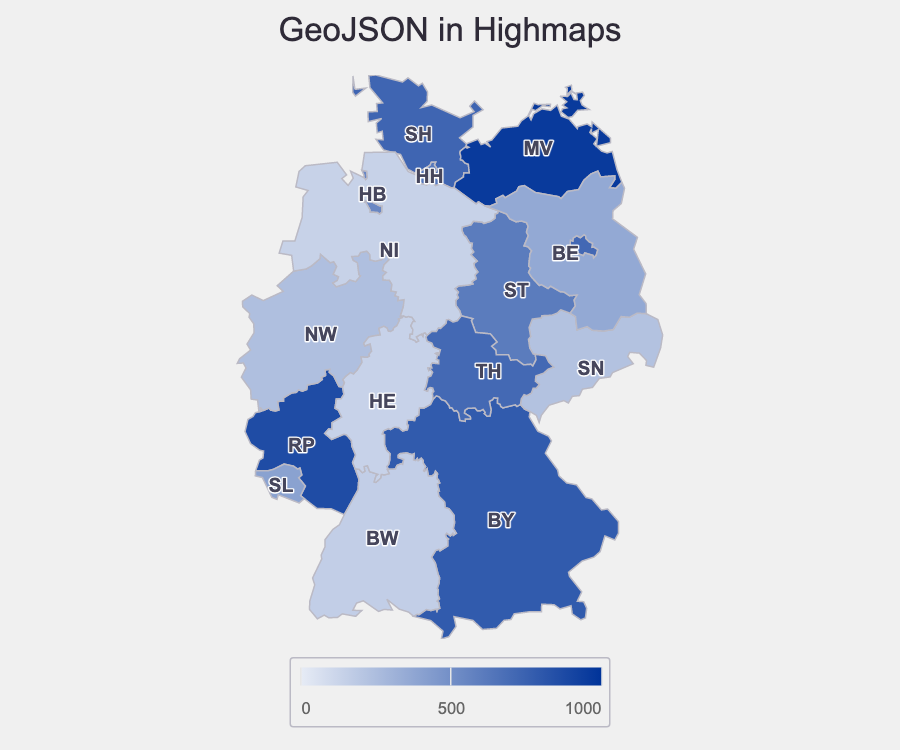 GeoJSON in Highmaps
SH
MV
HH
HB
NI
BE
ST
NW
TH
SN
HE
RP
SL
BY
BW
0 500 1000